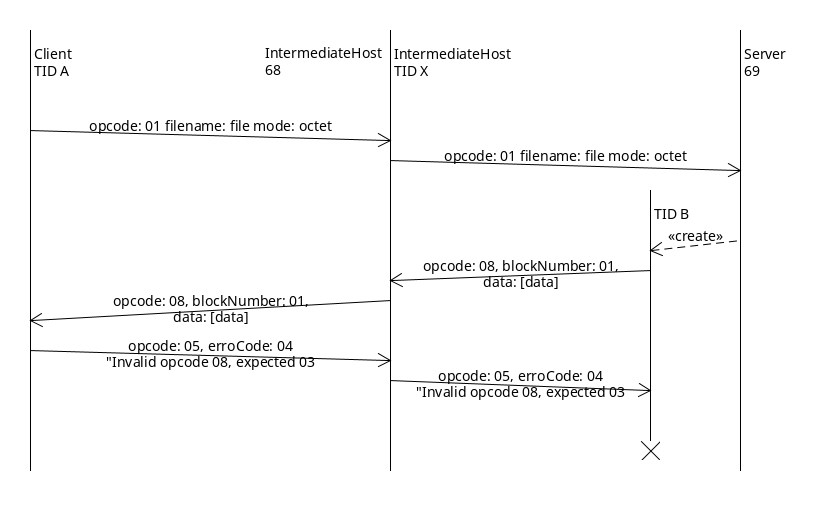 Client
TID A
IntermediateHost
68
IntermediateHost
TID X
Server
69
opcode: 01 filename: file mode: octet
opcode: 01 filename: file mode: octet
TID B
«create»
opcode: 08, blockNumber: 01,
data: [data]
opcode: 08, blockNumber: 01,
data: [data]
opcode: 05, erroCode: 04
"Invalid opcode 08, expected 03
opcode: 05, erroCode: 04
"Invalid opcode 08, expected 03